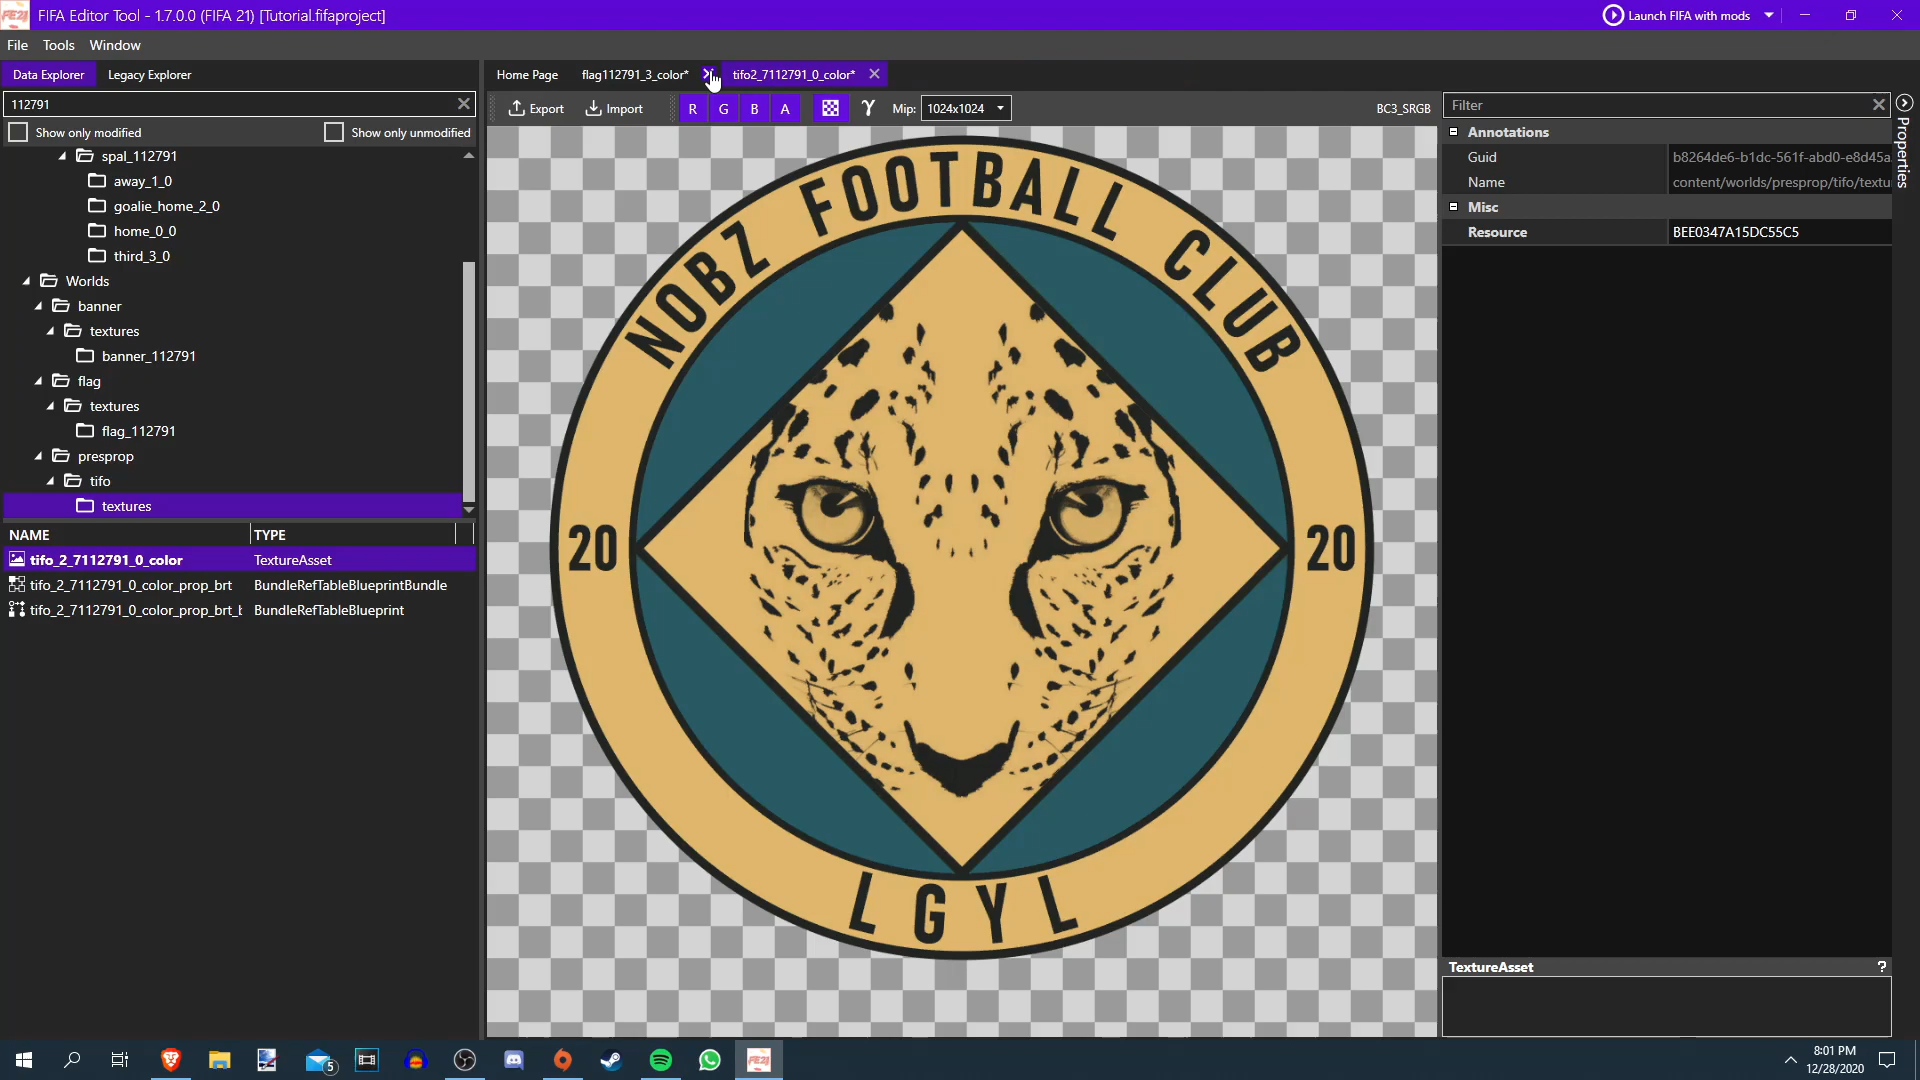 FIFA Editor Tool - 1.7.0.0 (FIFA 21) [Tutorial.fifaproject]
Launch FIFA with mods
File Tools Window
Data Explorer Legacy Explorer
Home Page flag112791_3_color* tifo2_7112791_0_color*
112791
Export Import R G B A γ Mip: 1024x1024 BC3_SRGB
Filter
Show only modified Show only unmodified
Annotations
Guid b8264de6-b1dc-561f-abd0-e8d45a
Name content/worlds/presprop/tifo/textu
Misc
Resource BEE0347A15DC55C5
Properties
spal_112791
away_1_0
goalie_home_2_0
home_0_0
third_3_0
Worlds
banner
textures
banner_112791
flag
textures
flag_112791
presprop
tifo
textures
NAME TYPE
tifo_2_7112791_0_color TextureAsset
tifo_2_7112791_0_color_prop_brt BundleRefTableBlueprintBundle
tifo_2_7112791_0_color_prop_brt_b BundleRefTableBlueprint
NOBZ FOOTBALL CLUB
20 20
LGYL
TextureAsset ?
5
FE21
8:01 PM
12/28/2020